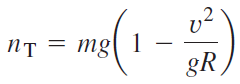 n_T = mg(1 − v²/gR)